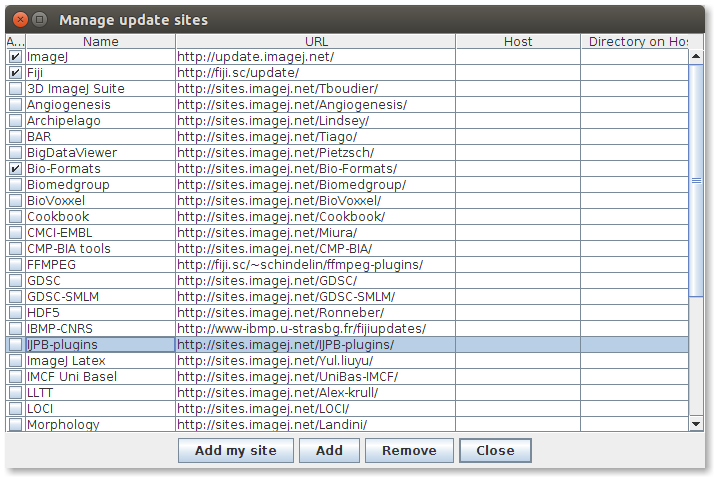 Manage update sites
A... Name URL Host Directory on Hos
ImageJ http://update.imagej.net/
Fiji http://fiji.sc/update/
3D ImageJ Suite http://sites.imagej.net/Tboudier/
Angiogenesis http://sites.imagej.net/Angiogenesis/
Archipelago http://sites.imagej.net/Lindsey/
BAR http://sites.imagej.net/Tiago/
BigDataViewer http://sites.imagej.net/Pietzsch/
Bio-Formats http://sites.imagej.net/Bio-Formats/
Biomedgroup http://sites.imagej.net/Biomedgroup/
BioVoxxel http://sites.imagej.net/BioVoxxel/
Cookbook http://sites.imagej.net/Cookbook/
CMCI-EMBL http://sites.imagej.net/Miura/
CMP-BIA tools http://sites.imagej.net/CMP-BIA/
FFMPEG http://fiji.sc/~schindelin/ffmpeg-plugins/
GDSC http://sites.imagej.net/GDSC/
GDSC-SMLM http://sites.imagej.net/GDSC-SMLM/
HDF5 http://sites.imagej.net/Ronneber/
IBMP-CNRS http://www-ibmp.u-strasbg.fr/fijiupdates/
IJPB-plugins http://sites.imagej.net/IJPB-plugins/
ImageJ Latex http://sites.imagej.net/Yul.liuyu/
IMCF Uni Basel http://sites.imagej.net/UniBas-IMCF/
LLTT http://sites.imagej.net/Alex-krull/
LOCI http://sites.imagej.net/LOCI/
Morphology http://sites.imagej.net/Landini/
Add my site Add Remove Close